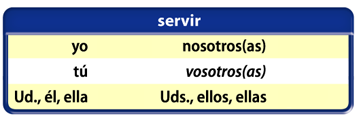 servir
yo nosotros(as)
tú vosotros(as)
Ud., él, ella Uds., ellos, ellas